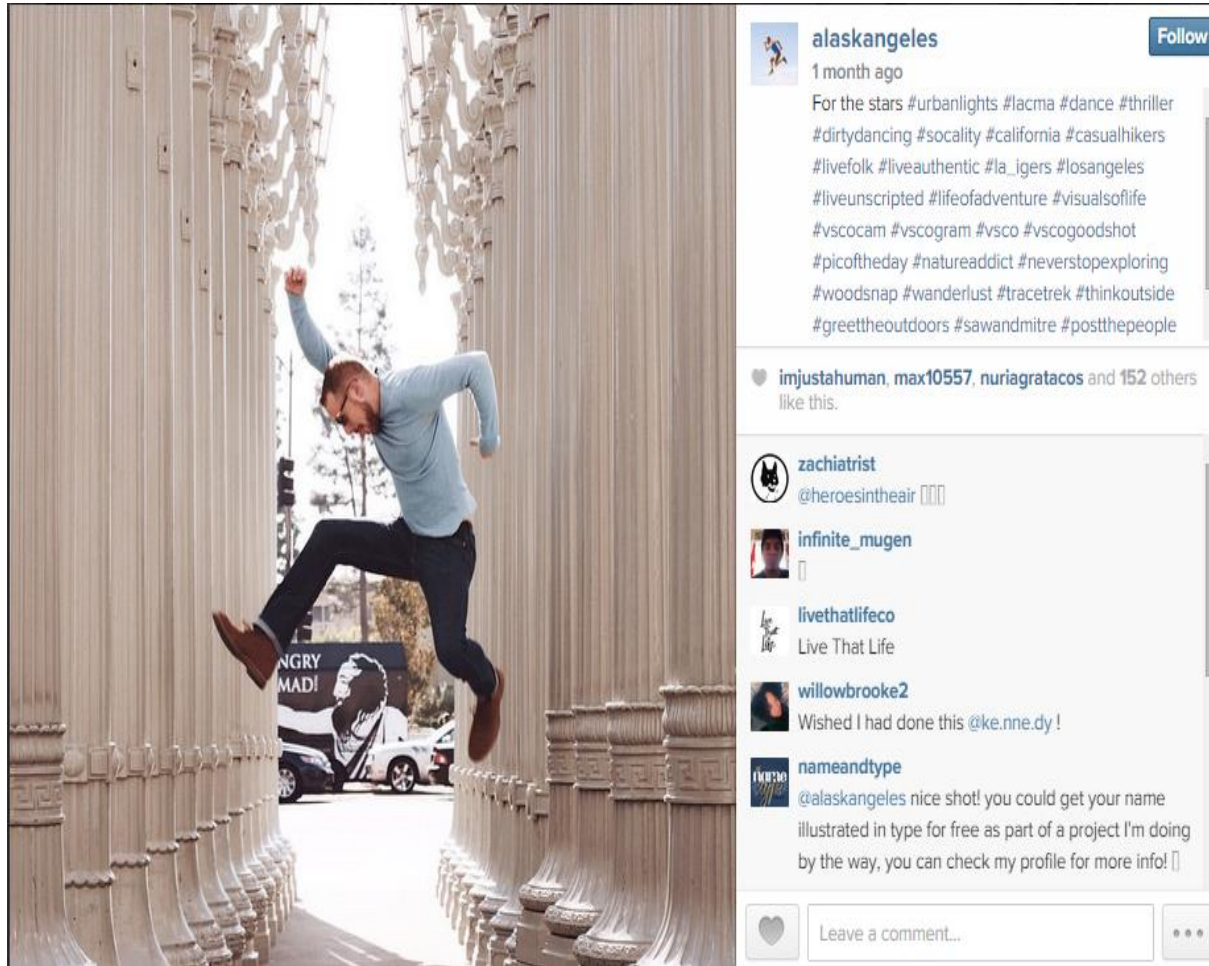 NGRY
MAD!
alaskangeles
Follow
1 month ago
For the stars #urbanlights #lacma #dance #thriller
#dirtydancing #socality #california #casualhikers
#livefolk #liveauthentic #la_igers #losangeles
#liveunscripted #lifeofadventure #visualsoflife
#vscocam #vscogram #vsco #vscogoodshot
#picoftheday #natureaddict #neverstopexploring
#woodsnap #wanderlust #tracetrek #thinkoutside
#greettheoutdoors #sawandmitre #postthepeople
imjustahuman, max10557, nuriagratacos and 152 others
like this.
zachiatrist
@heroesintheair
infinite_mugen
Live That Life
livethatlifeco
Live That Life
willowbrooke2
Wished I had done this @ke.nne.dy !
name
nameandtype
@alaskangeles nice shot! you could get your name
illustrated in type for free as part of a project I'm doing
by the way, you can check my profile for more info!
Leave a comment...